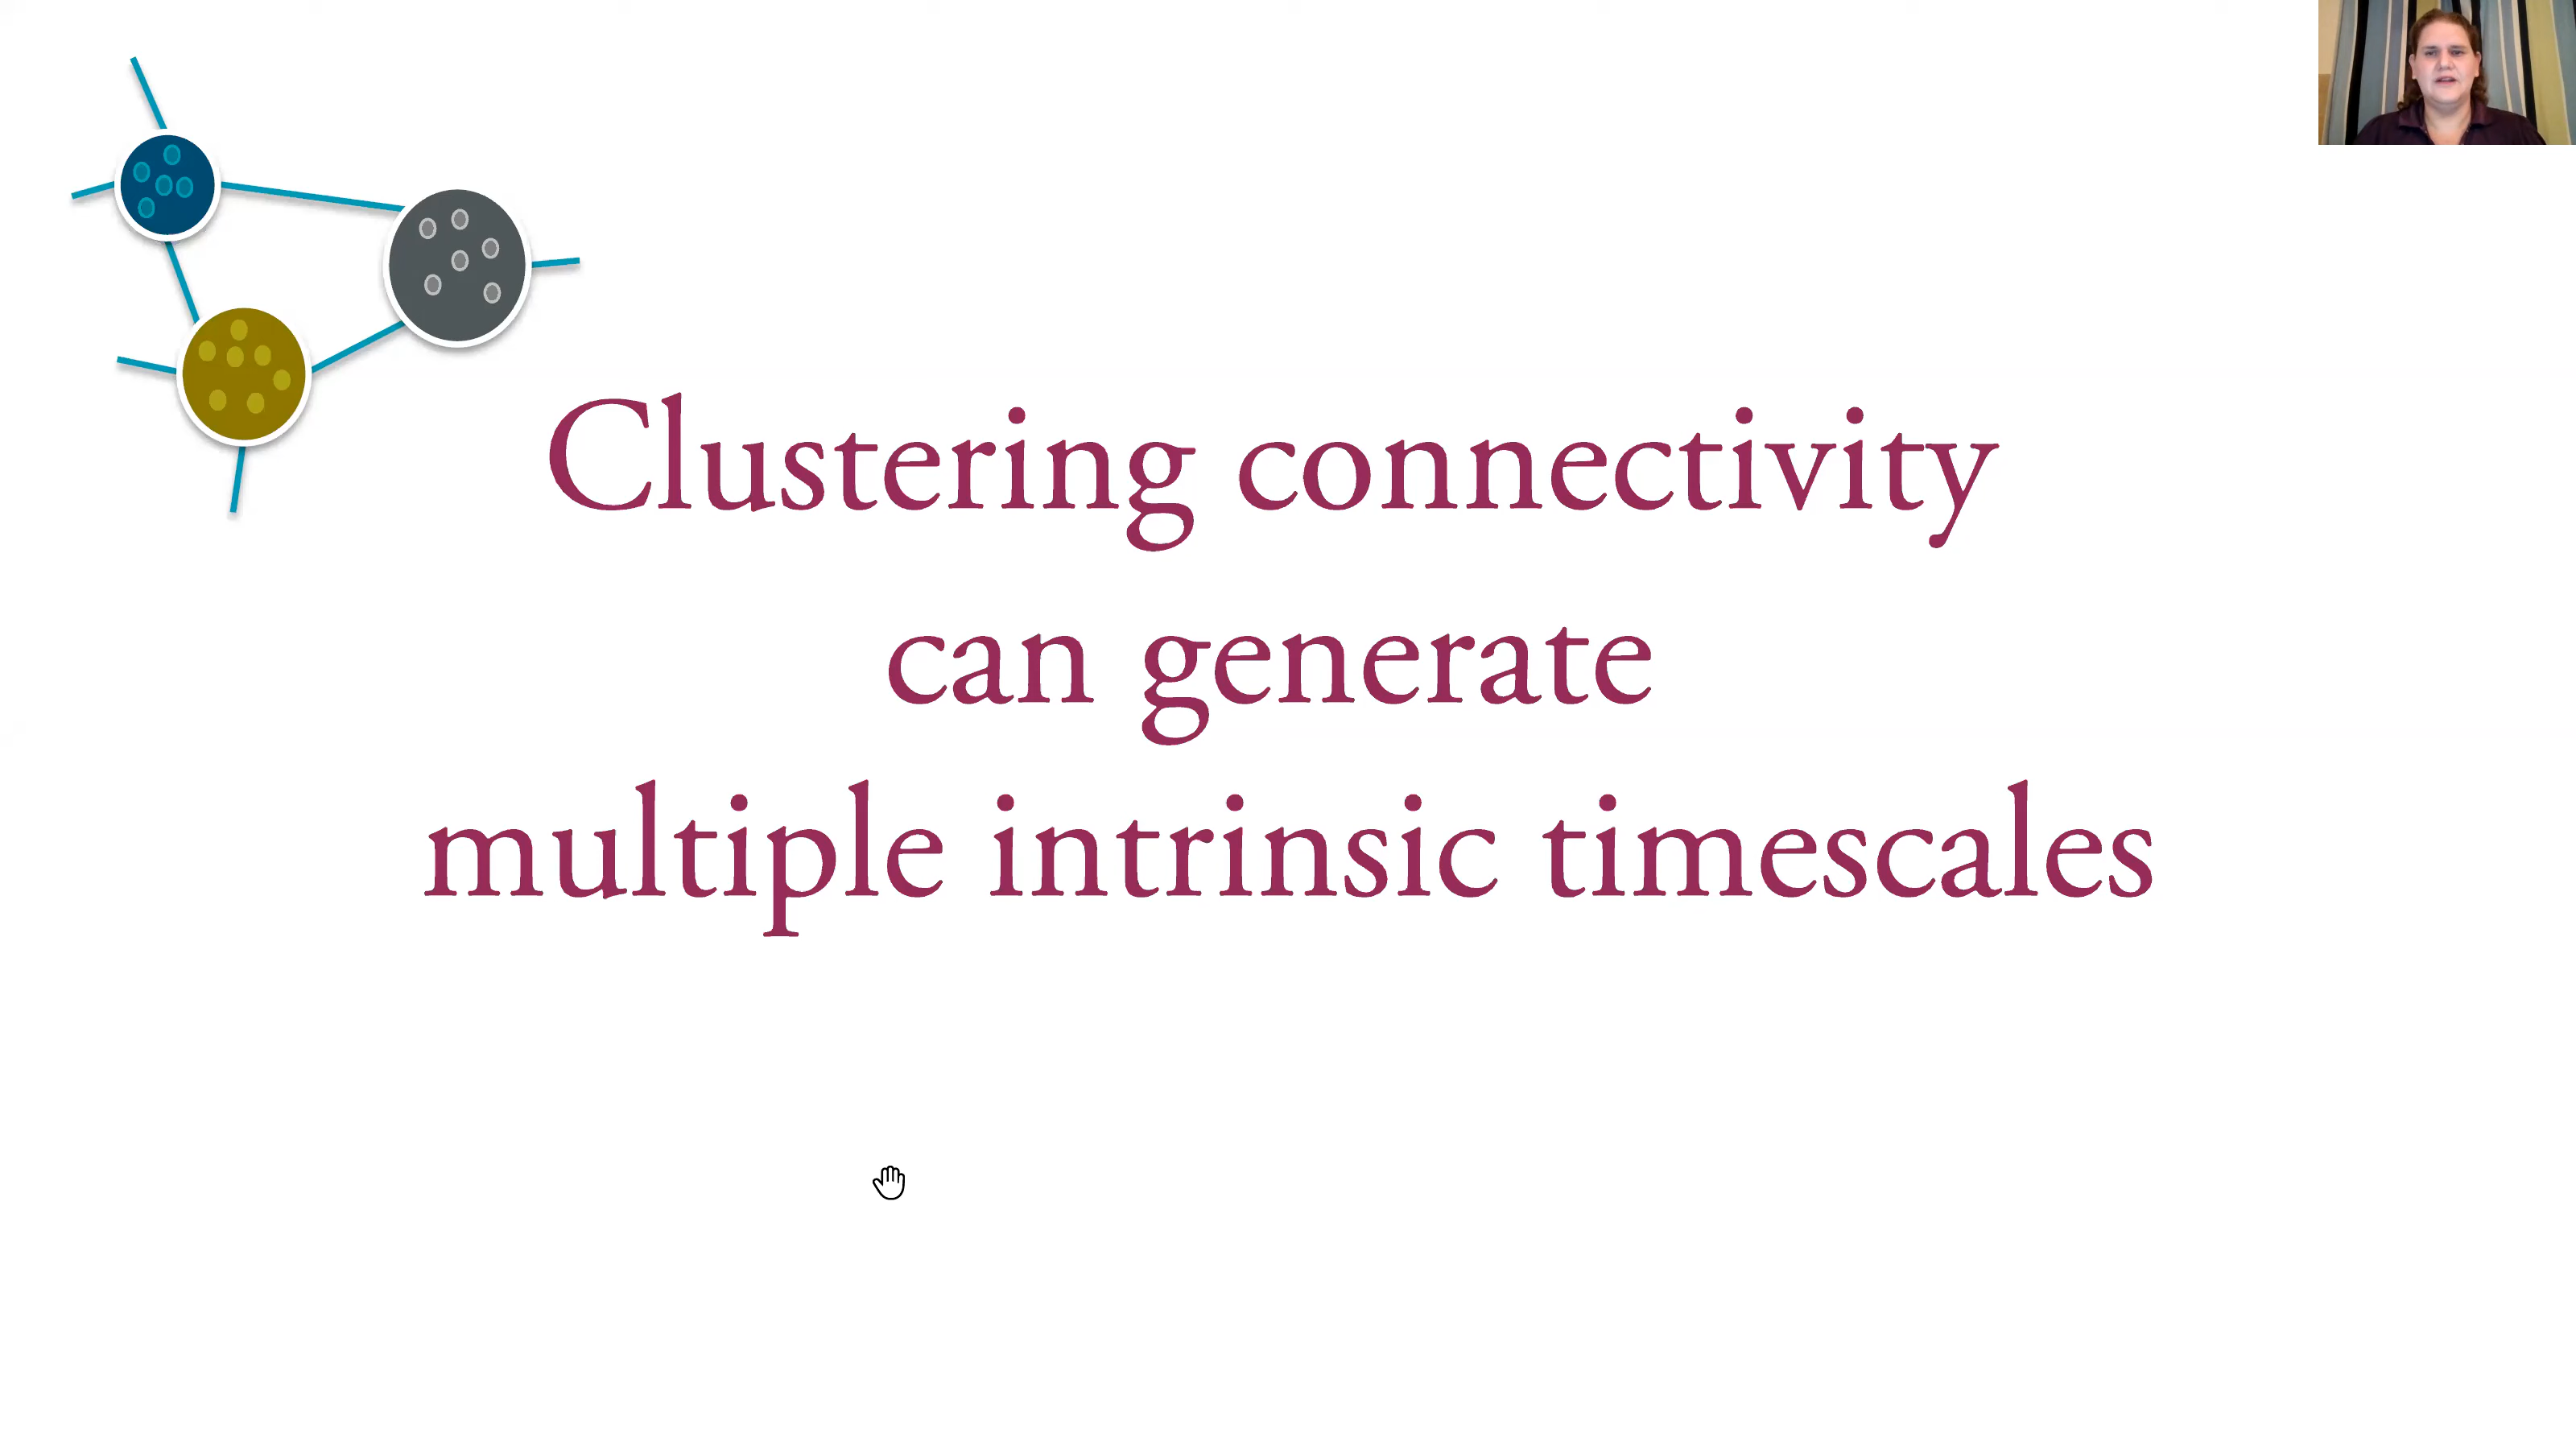 Clustering connectivity
can generate
multiple intrinsic timescales